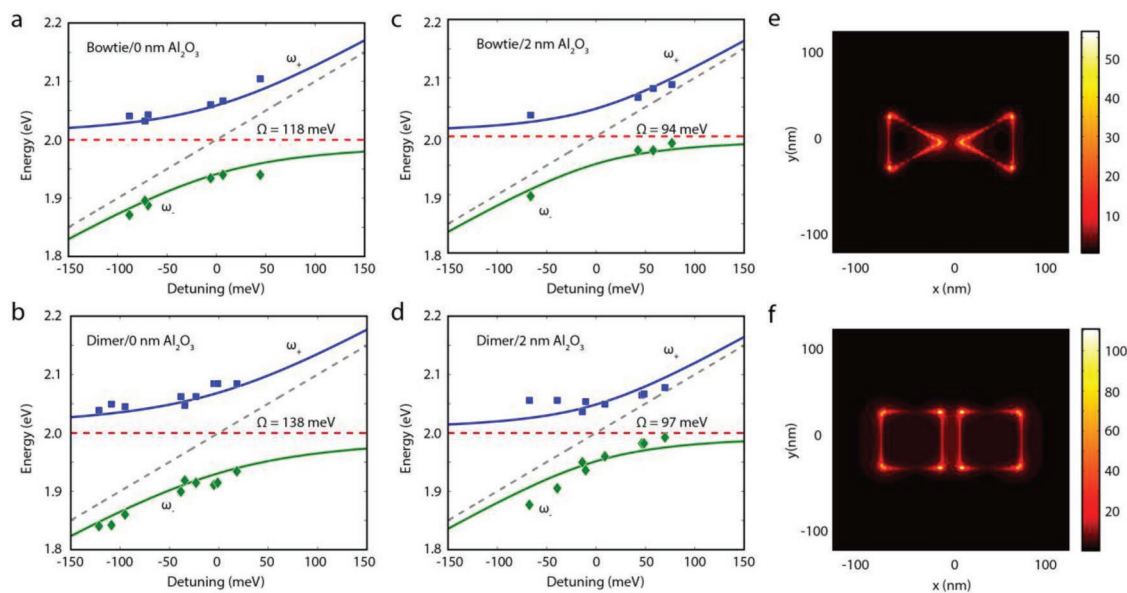 a
Bowtie/0 nm Al₂O₃
ω₊
Ω = 118 meV
ω₋
2.2
2.1
2.0
1.9
1.8
Energy (eV)
-150 -100 -50 0 50 100 150
Detuning (meV)
c
Bowtie/2 nm Al₂O₃
ω₊
Ω = 94 meV
ω₋
2.2
2.1
2.0
1.9
1.8
Energy (eV)
-150 -100 -50 0 50 100 150
Detuning (meV)
e
100
0
-100
y(nm)
-100 0 100
x (nm)
50
40
30
20
10
b
Dimer/0 nm Al₂O₃
ω₊
Ω = 138 meV
ω₋
2.2
2.1
2.0
1.9
1.8
Energy (eV)
-150 -100 -50 0 50 100 150
Detuning (meV)
d
Dimer/2 nm Al₂O₃
ω₊
Ω = 97 meV
ω₋
2.2
2.1
2.0
1.9
1.8
Energy (eV)
-150 -100 -50 0 50 100 150
Detuning (meV)
f
100
0
-100
y(nm)
-100 0 100
x (nm)
100
80
60
40
20